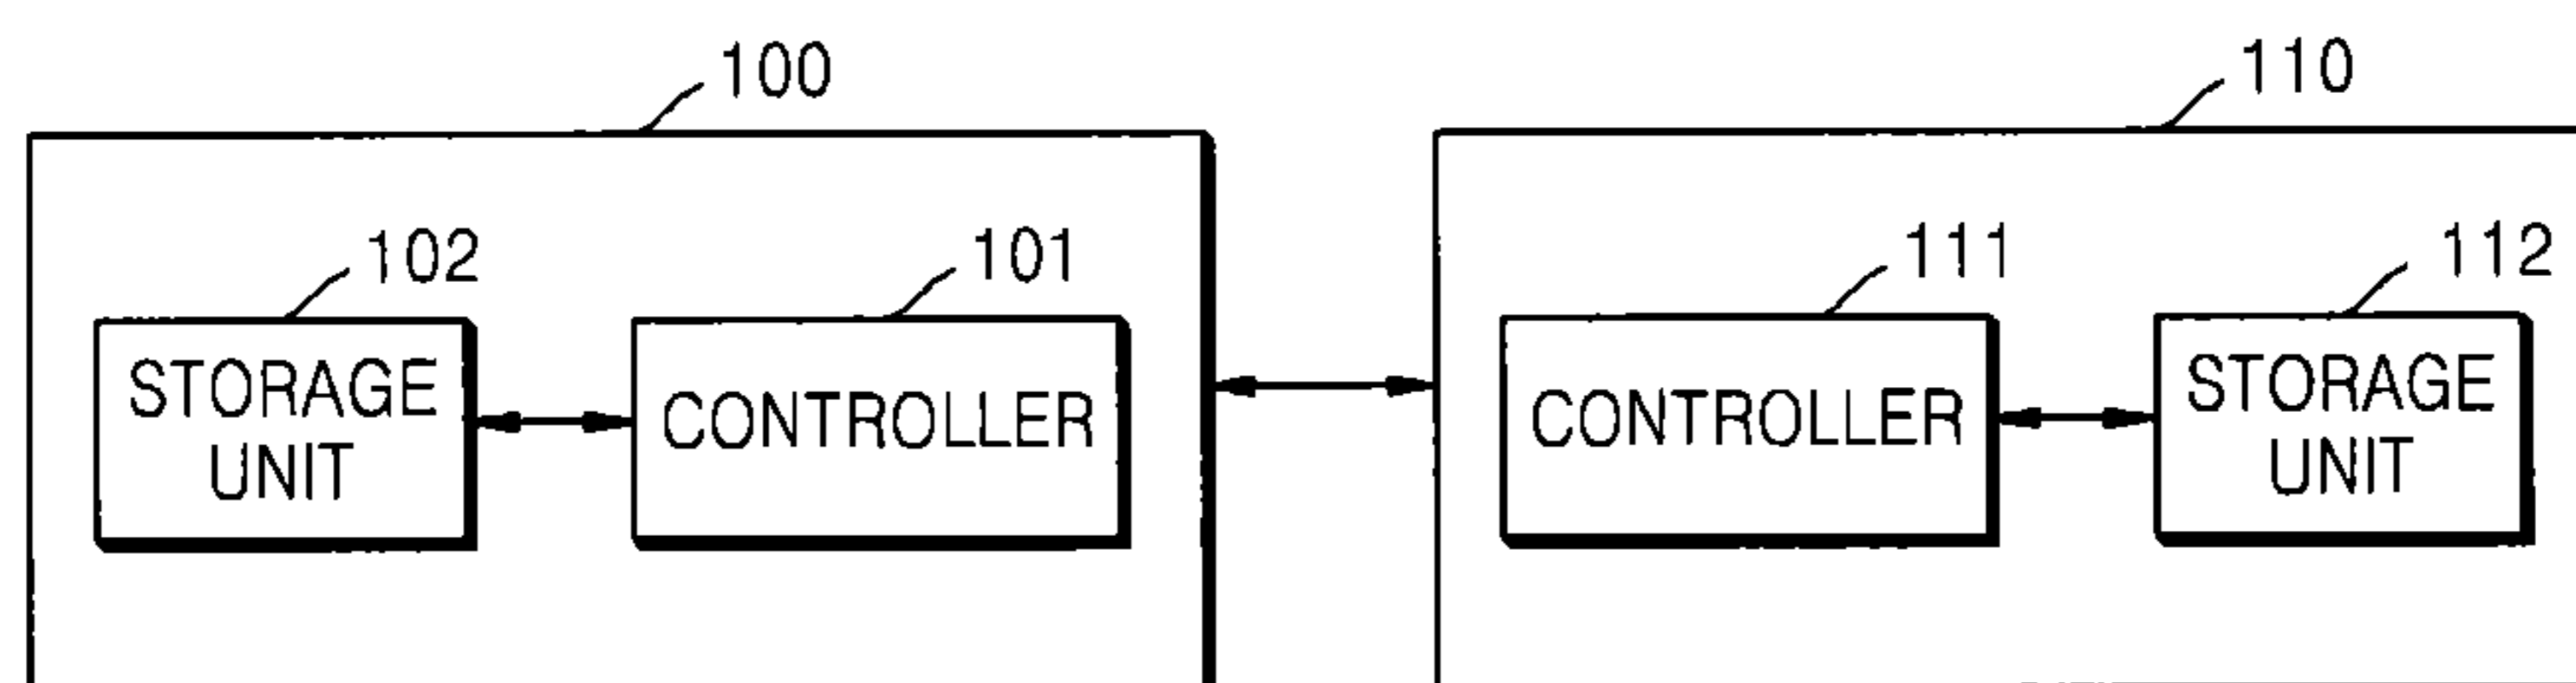 100
110
102
101
111
112
STORAGE
UNIT
CONTROLLER
CONTROLLER
STORAGE
UNIT